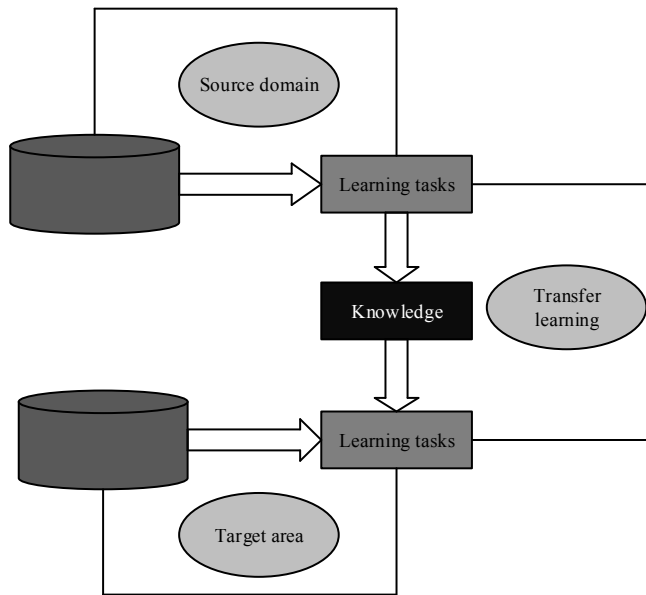 Source domain
Learning tasks
Knowledge
Transfer
learning
Learning tasks
Target area